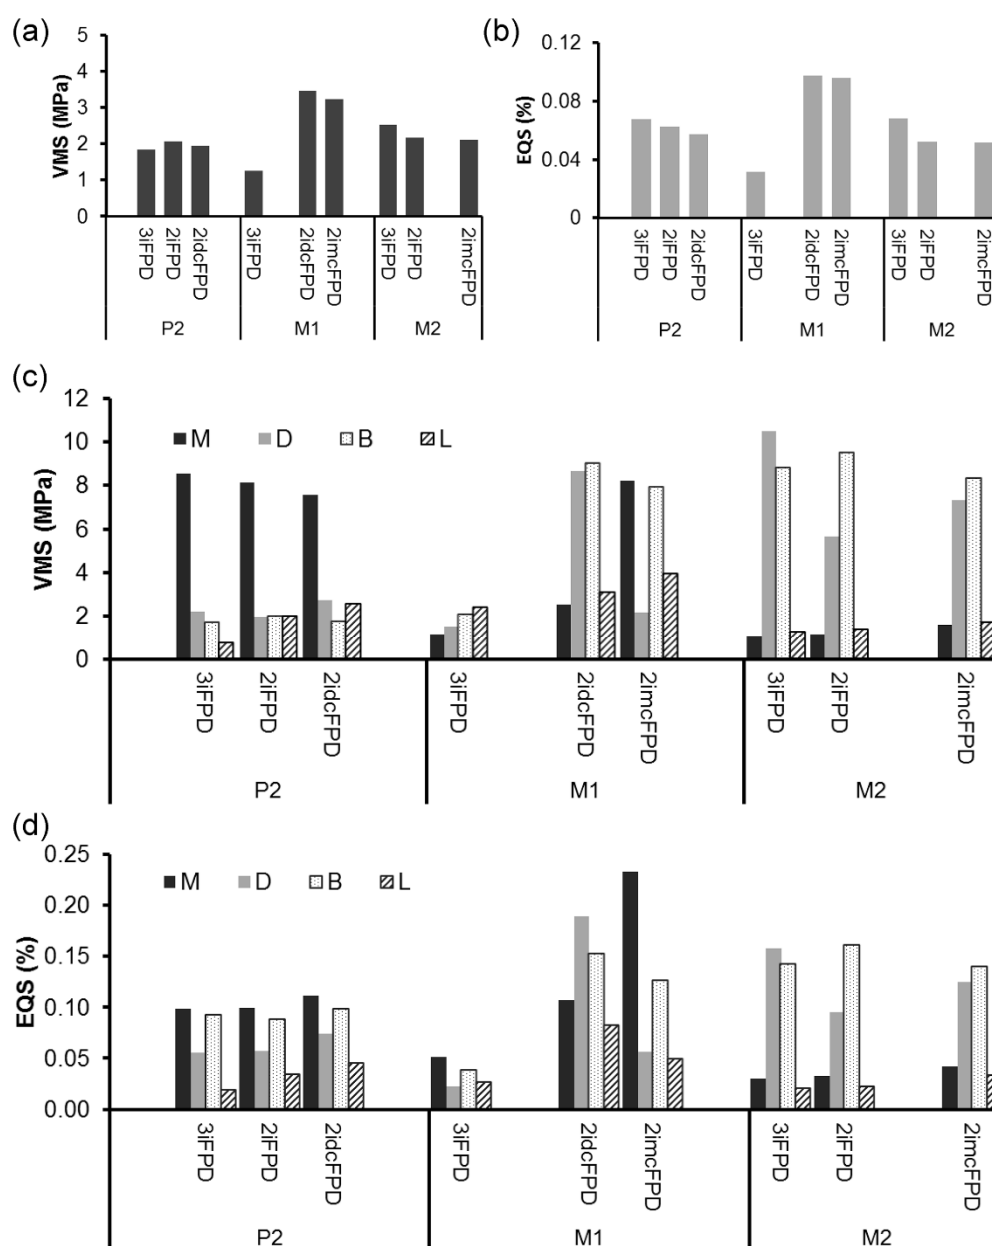 (a)
VMS (MPa)
5
4
3
2
1
0
3iFPD
2iFPD
2idcFPD
3iFPD
2idcFPD
2imcFPD
3iFPD
2iFPD
2imcFPD
P2
M1
M2
(b)
EQS (%)
0.12
0.08
0.04
0
3iFPD
2iFPD
2idcFPD
3iFPD
2idcFPD
2imcFPD
3iFPD
2iFPD
2imcFPD
P2
M1
M2
(c)
VMS (MPa)
12
10
8
6
4
2
0
M D B L
3iFPD
2iFPD
2idcFPD
3iFPD
2idcFPD
2imcFPD
3iFPD
2iFPD
2imcFPD
P2
M1
M2
(d)
EQS (%)
0.25
0.20
0.15
0.10
0.05
0.00
M D B L
3iFPD
2iFPD
2idcFPD
3iFPD
2idcFPD
2imcFPD
3iFPD
2iFPD
2imcFPD
P2
M1
M2